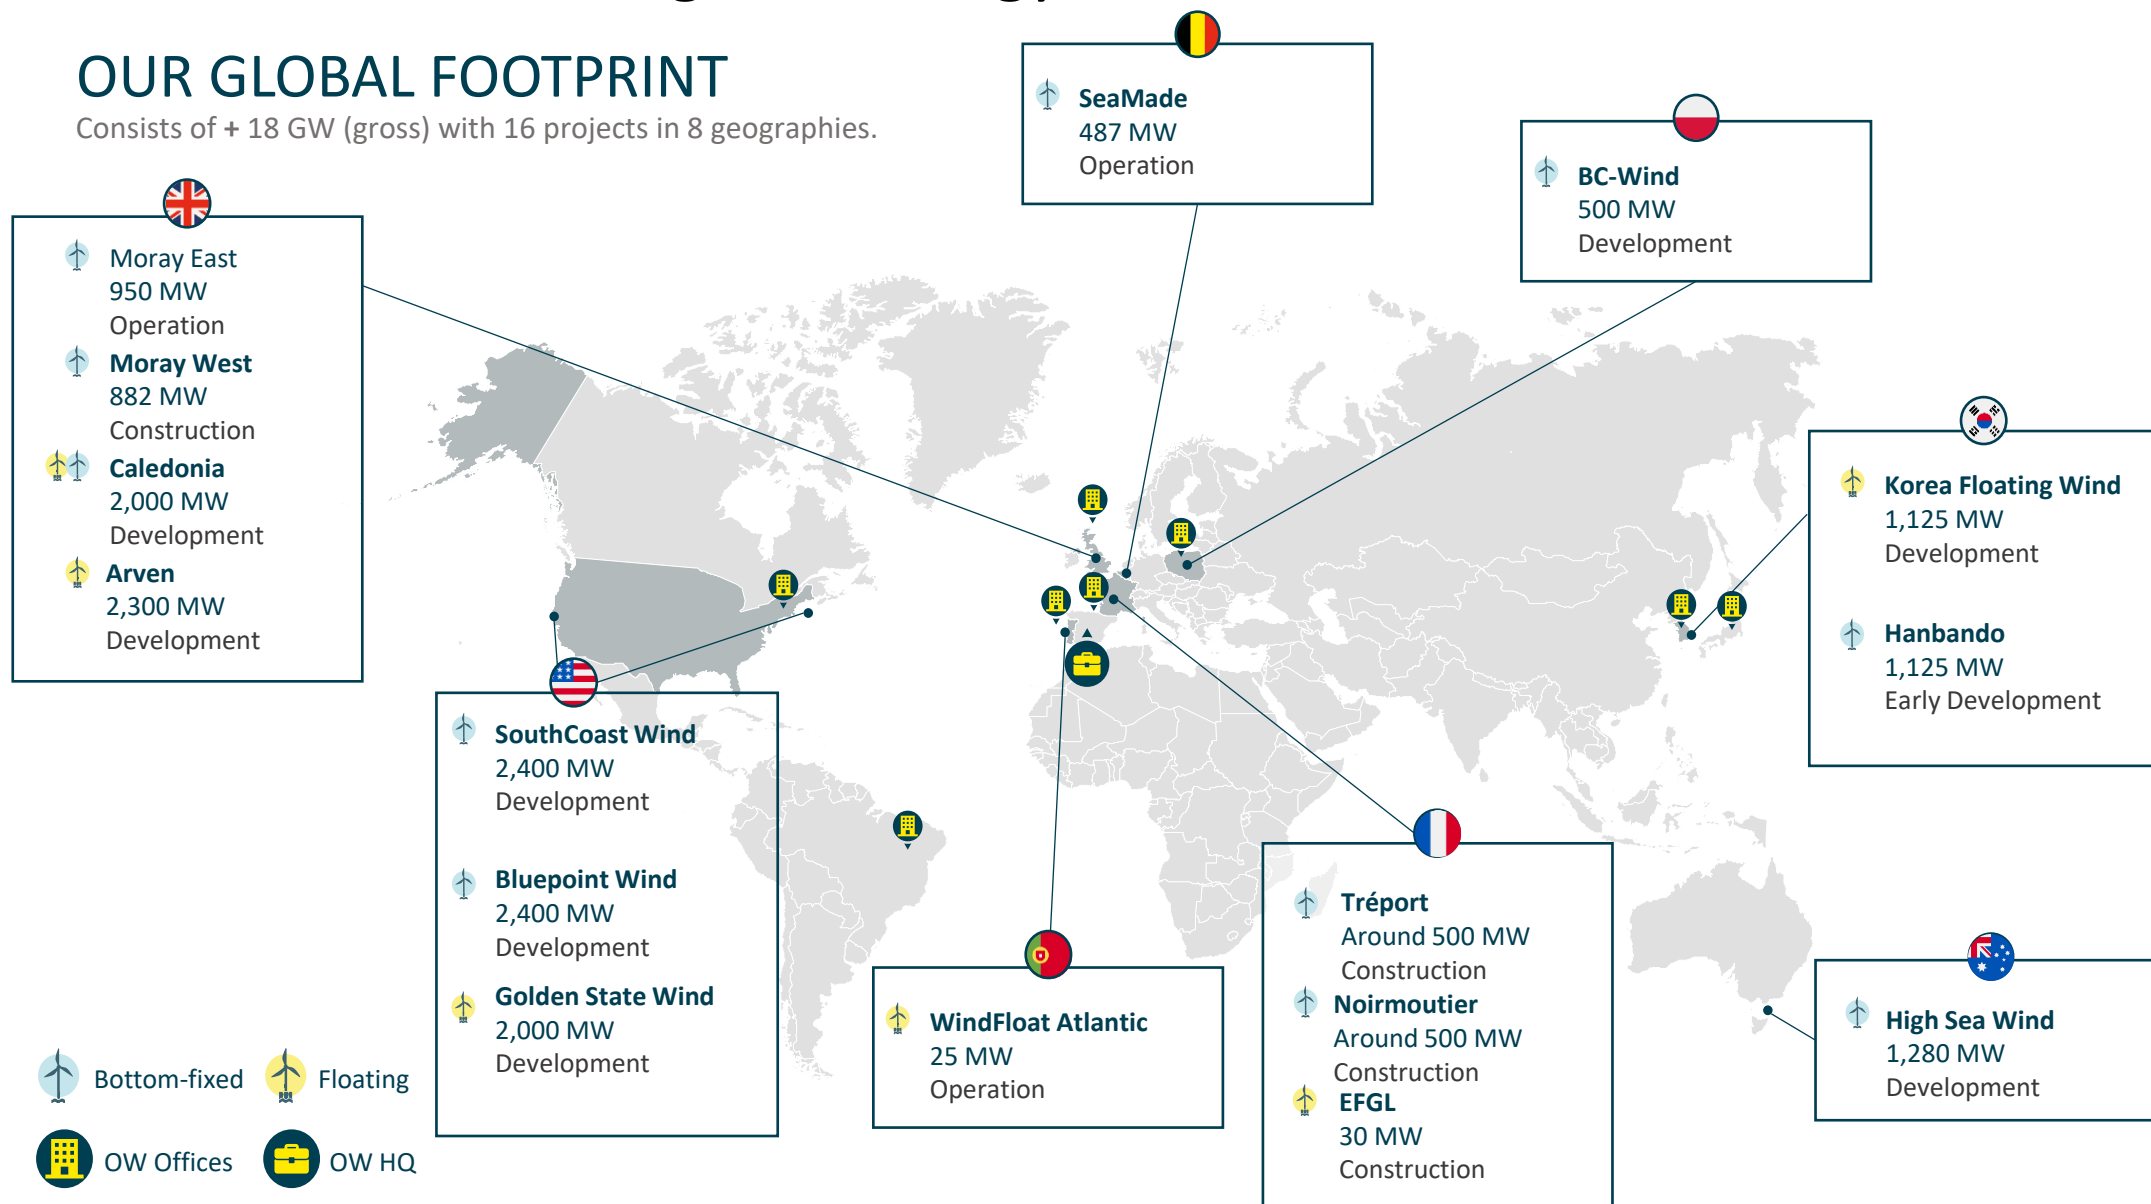 OUR GLOBAL FOOTPRINT
Consists of + 18 GW (gross) with 16 projects in 8 geographies.
Moray East
950 MW
Operation
Moray West
882 MW
Construction
Caledonia
2,000 MW
Development
Arven
2,300 MW
Development
SeaMade
487 MW
Operation
BC-Wind
500 MW
Development
Korea Floating Wind
1,125 MW
Development
Hanbando
1,125 MW
Early Development
SouthCoast Wind
2,400 MW
Development
Bluepoint Wind
2,400 MW
Development
Golden State Wind
2,000 MW
Development
WindFloat Atlantic
25 MW
Operation
Tréport
Around 500 MW
Construction
Noirmoutier
Around 500 MW
Construction
EFGL
30 MW
Construction
High Sea Wind
1,280 MW
Development
Bottom-fixed
Floating
OW Offices
OW HQ